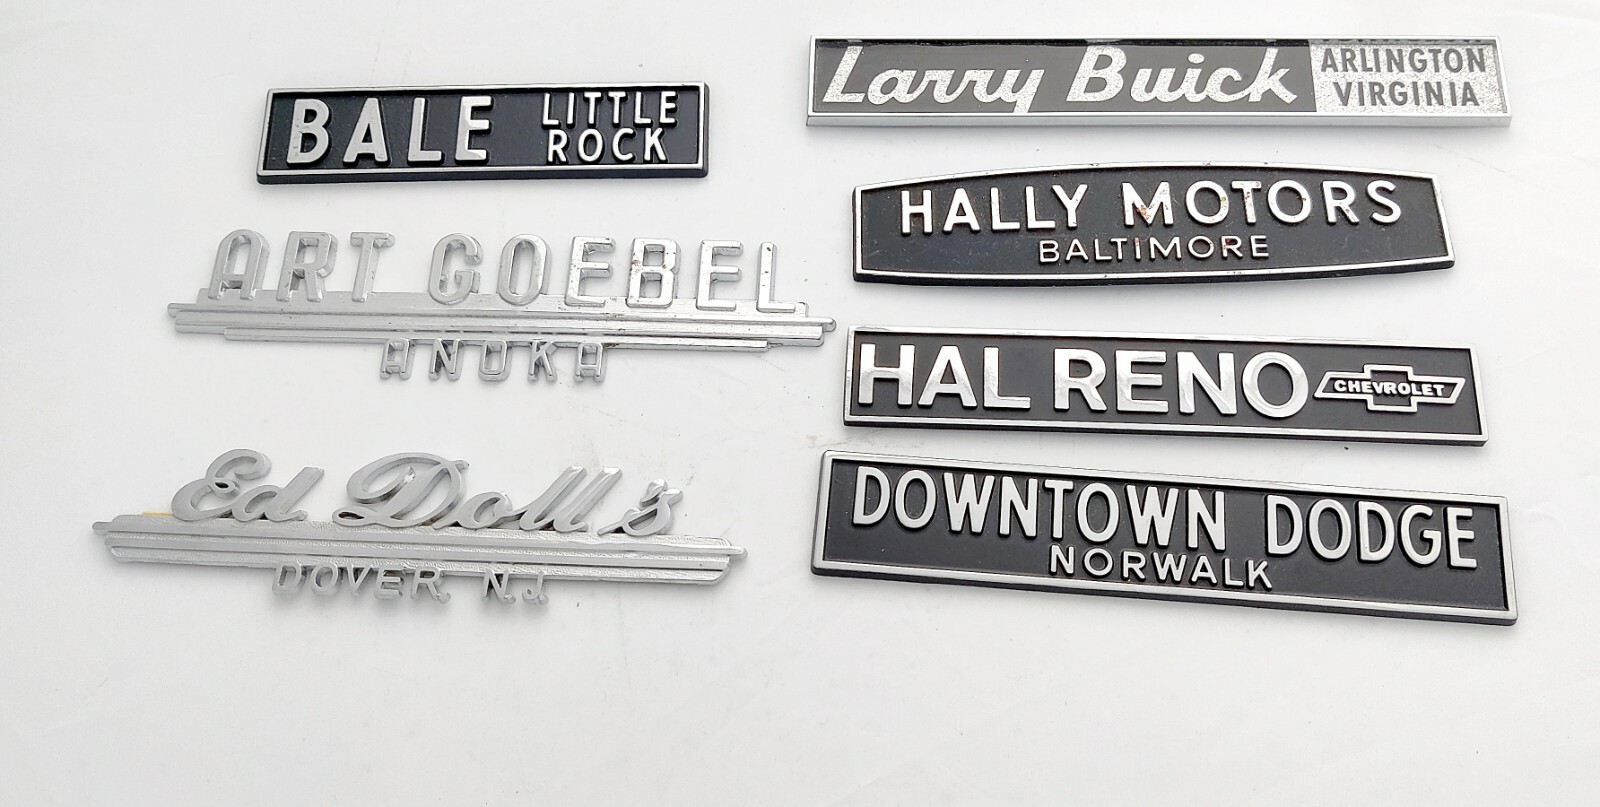 BALE LITTLE ROCK
ART GOEBEL
ANOKA
Ed Doll's
DOVER, N.J.
Larry Buick ARLINGTON VIRGINIA
HALLY MOTORS
BALTIMORE
HAL RENO CHEVROLET
DOWNTOWN DODGE
NORWALK